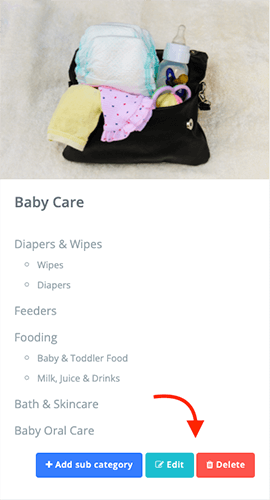 Baby Care
Diapers & Wipes
Wipes
Diapers
Feeders
Fooding
Baby & Toddler Food
Milk, Juice & Drinks
Bath & Skincare
Baby Oral Care
+ Add sub category Edit Delete